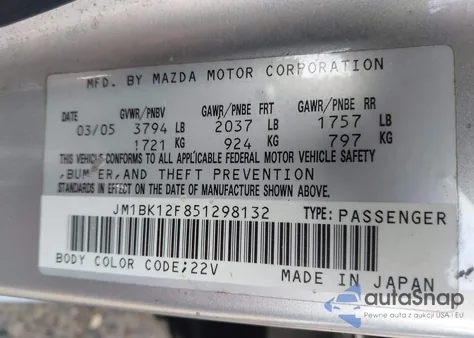 MFD. BY MAZDA MOTOR CORPORATION
DATE GVWR/PNBV GAWR/PNBE FRT GAWR/PNBE RR
03/05 3794 LB 2037 LB 1757 LB
1721 KG 924 KG 797 KG
THIS VEHICLE CONFORMS TO ALL APPLICABLE FEDERAL MOTOR VEHICLE SAFETY
,BUM ER,AND THEFT PREVENTION
STANDARDS IN EFFECT ON THE DATE OF MANUFACTURE SHOWN ABOVE.
JM1BK12F851298132 TYPE: PASSENGER
BODY COLOR CODE;22V
MADE IN JAPAN
autoSnap
Pewne auta z aukcji USA i EU